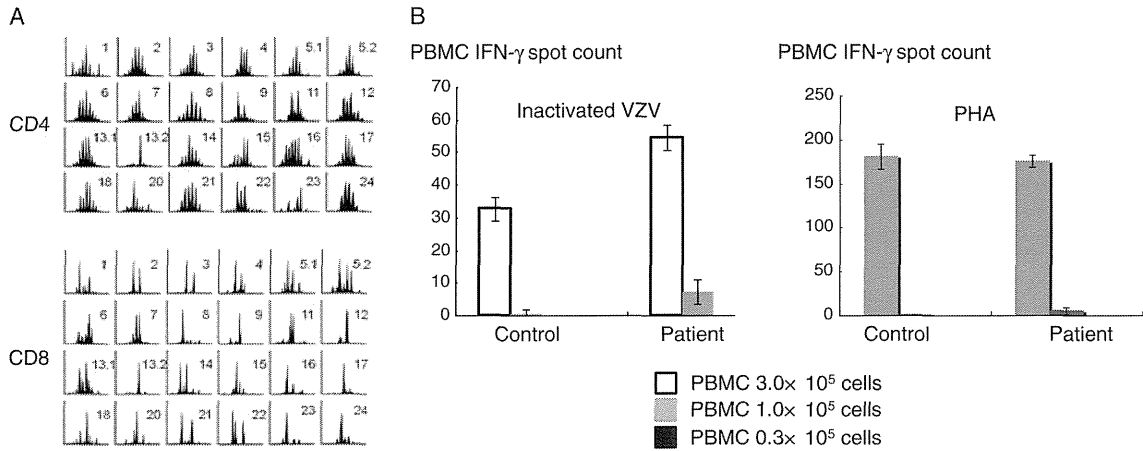 A
1 2 3 4 5.1 5.2
6 7 8 9 11 12
CD4
13.1 13.2 14 15 16 17
18 20 21 22 23 24
1 2 3 4 5.1 5.2
6 7 8 9 11 12
CD8
13.1 13.2 14 15 16 17
18 20 21 22 23 24
B
PBMC IFN-γ spot count
70
60
50
40
30
20
10
0
Inactivated VZV
Control Patient
PBMC IFN-γ spot count
250
200
150
100
50
0
PHA
Control Patient
PBMC 3.0× 10⁵ cells
PBMC 1.0× 10⁵ cells
PBMC 0.3× 10⁵ cells